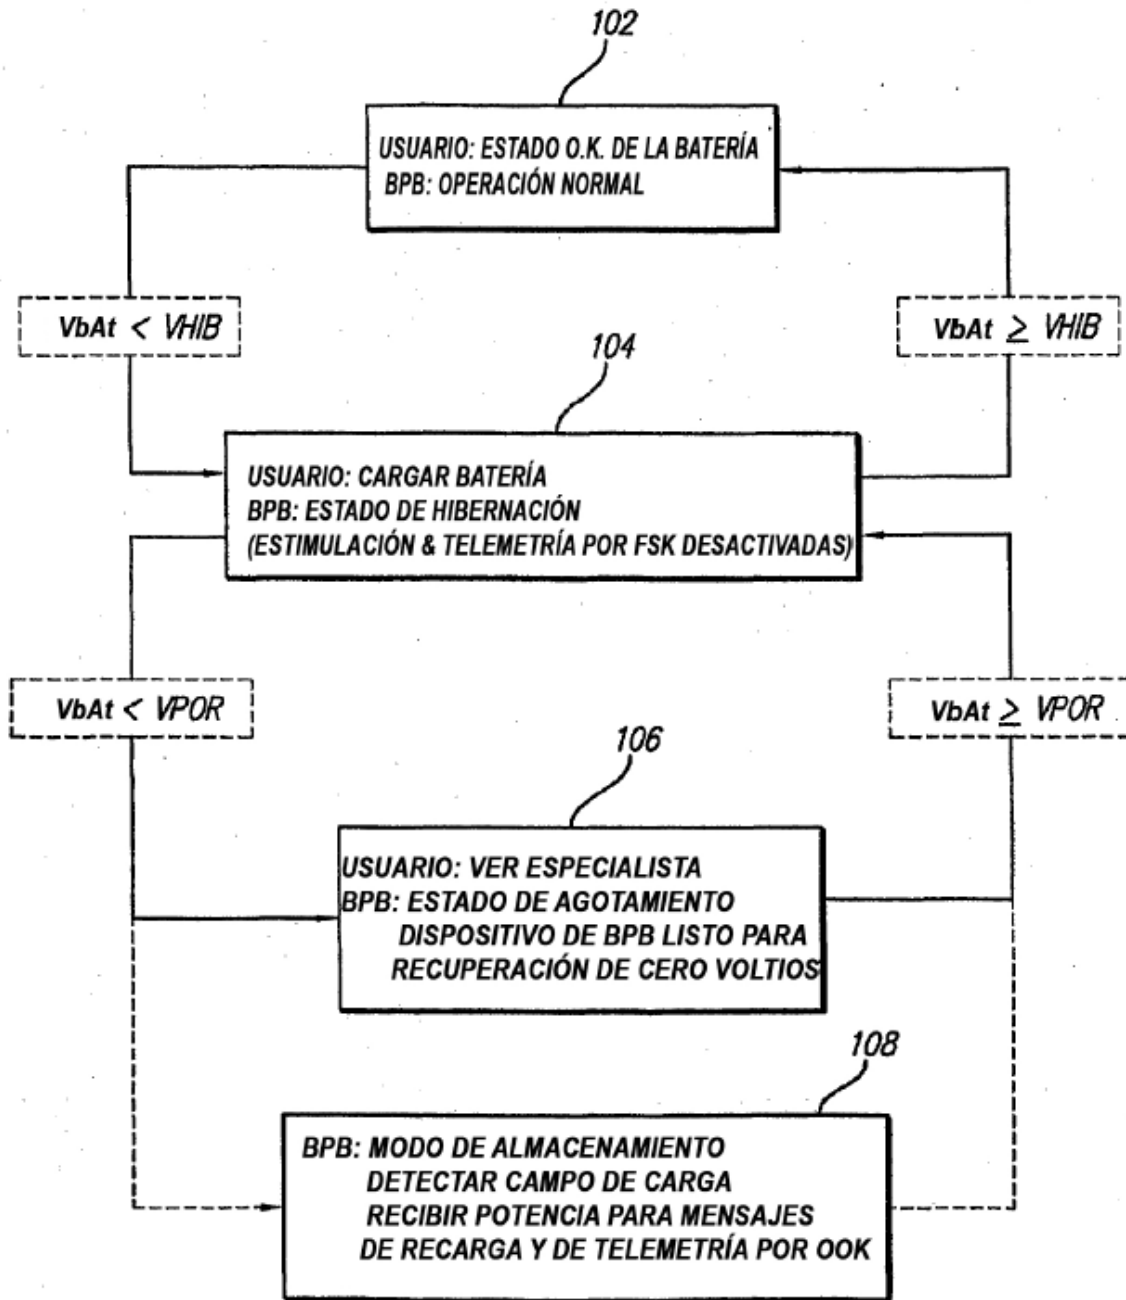 102
USUARIO: ESTADO O.K. DE LA BATERÍA
BPB: OPERACIÓN NORMAL
VbAt < VHIB
VbAt ≥ VHIB
104
USUARIO: CARGAR BATERÍA
BPB: ESTADO DE HIBERNACIÓN
(ESTIMULACIÓN & TELEMETRÍA POR FSK DESACTIVADAS)
VbAt < VPOR
VbAt ≥ VPOR
106
USUARIO: VER ESPECIALISTA
BPB: ESTADO DE AGOTAMIENTO
DISPOSITIVO DE BPB LISTO PARA
RECUPERACIÓN DE CERO VOLTIOS
108
BPB: MODO DE ALMACENAMIENTO
DETECTAR CAMPO DE CARGA
RECIBIR POTENCIA PARA MENSAJES
DE RECARGA Y DE TELEMETRÍA POR OOK